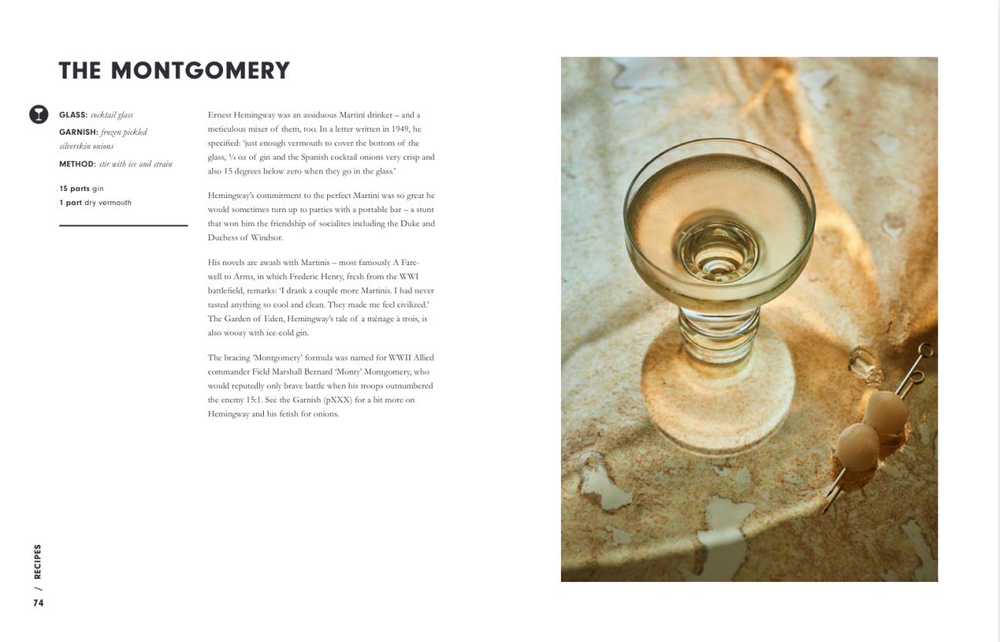 THE MONTGOMERY
GLASS: cocktail glass
GARNISH: frozen pickled
silverskin onions
METHOD: stir with ice and strain
15 parts gin
1 part dry vermouth
Ernest Hemingway was an assiduous Martini drinker – and a
meticulous mixer of them, too. In a letter written in 1949, he
specified: ‘just enough vermouth to cover the bottom of the
glass, ¾ oz of gin and the Spanish cocktail onions very crisp and
also 15 degrees below zero when they go in the glass.’
Hemingway’s commitment to the perfect Martini was so great he
would sometimes turn up to parties with a portable bar – a stunt
that won him the friendship of socialites including the Duke and
Duchess of Windsor.
His novels are awash with Martinis – most famously A Fare-
well to Arms, in which Frederic Henry, fresh from the WWI
battlefield, remarks: ‘I drank a couple more Martinis. I had never
tasted anything so cool and clean. They made me feel civilized.’
The Garden of Eden, Hemingway’s tale of a ménage à trois, is
also woozy with ice-cold gin.
The bracing ‘Montgomery’ formula was named for WWII Allied
commander Field Marshall Bernard ‘Monty’ Montgomery, who
would reputedly only brave battle when his troops outnumbered
the enemy 15:1. See the Garnish (pXXX) for a bit more on
Hemingway and his fetish for onions.
74 / RECIPES